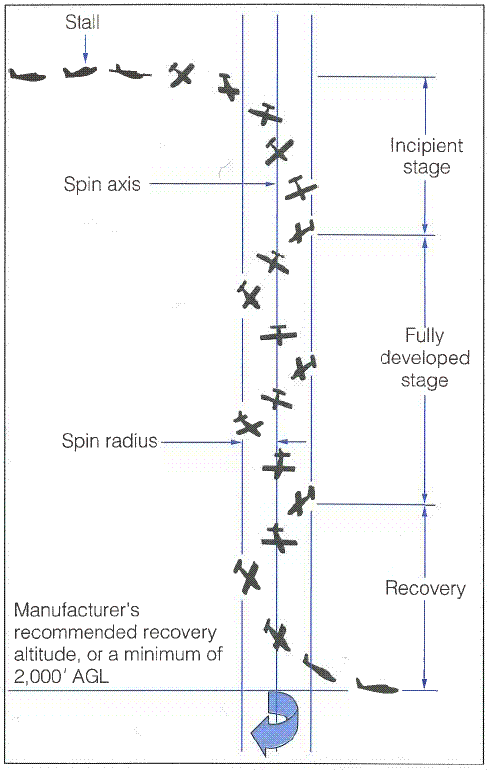 Stall
Incipient
stage
Spin axis
Fully
developed
stage
Spin radius
Recovery
Manufacturer's
recommended recovery
altitude, or a minimum of
2,000' AGL